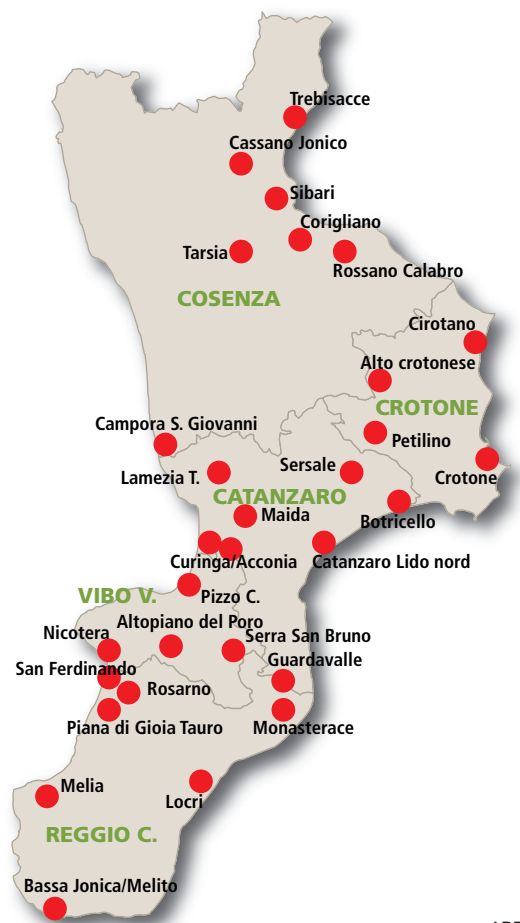 Trebisacce
Cassano Jonico
Sibari
Corigliano
Tarsia
Rossano Calabro
COSENZA
Cirotano
Alto crotonese
CROTONE
Campora S. Giovanni
Petilino
Lamezia T.
Sersale
Crotone
CATANZARO
Maida
Botricello
Curinga/Acconia
Catanzaro Lido nord
VIBO V.
Pizzo C.
Altopiano del Poro
Nicotera
Serra San Bruno
San Ferdinando
Guardavalle
Rosarno
Piana di Gioia Tauro
Monasterace
Melia
Locri
REGGIO C.
Bassa Jonica/Melito